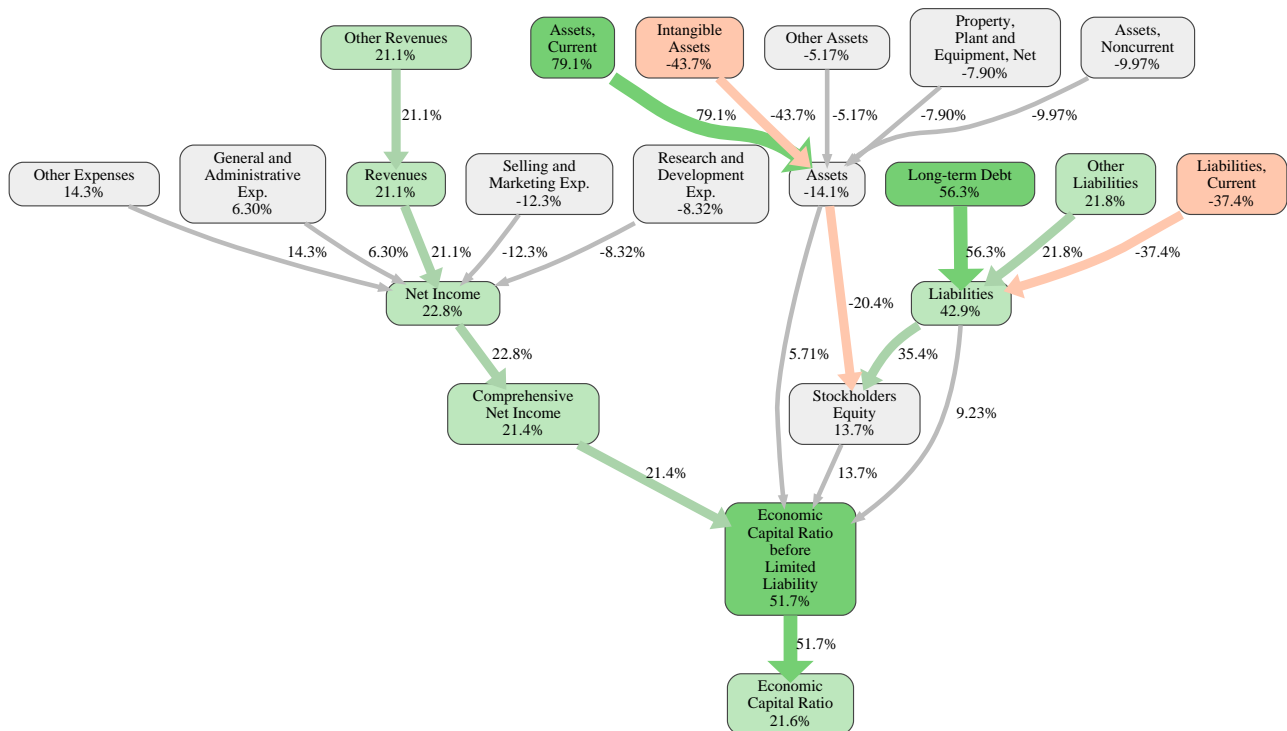 Other Revenues
21.1%
Assets,
Current
79.1%
Intangible
Assets
-43.7%
Other Assets
-5.17%
Property,
Plant and
Equipment, Net
-7.90%
Assets,
Noncurrent
-9.97%
21.1%
79.1%
-43.7%
-5.17%
-7.90%
-9.97%
Other Expenses
14.3%
General and
Administrative
Exp.
6.30%
Revenues
21.1%
Selling and
Marketing Exp.
-12.3%
Research and
Development
Exp.
-8.32%
Assets
-14.1%
Long-term Debt
56.3%
Other
Liabilities
21.8%
Liabilities,
Current
-37.4%
14.3%
6.30%
21.1%
-12.3%
-8.32%
56.3%
21.8%
-37.4%
Net Income
22.8%
-20.4%
Liabilities
42.9%
22.8%
5.71%
35.4%
Comprehensive
Net Income
21.4%
Stockholders
Equity
13.7%
9.23%
21.4%
13.7%
Economic
Capital Ratio
before
Limited
Liability
51.7%
51.7%
Economic
Capital Ratio
21.6%